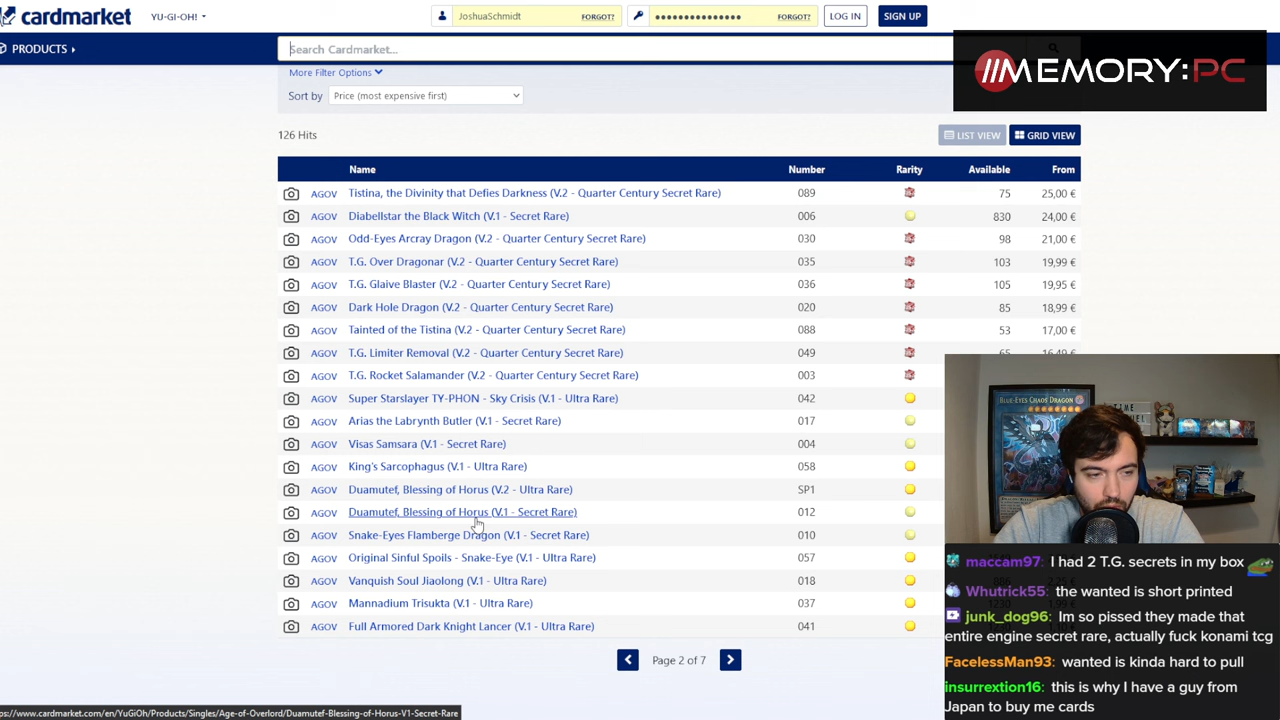 cardmarket
YU-GI-OH!
JoshuaSchmidt
FORGOT?
FORGOT?
LOG IN
SIGN UP
PRODUCTS
Search Cardmarket...
MEMORY:PC
More Filter Options
Sort by
Price (most expensive first)
126 Hits
LIST VIEW
GRID VIEW
Name Number Rarity Available From
AGOV Tistina, the Divinity that Defies Darkness (V.2 - Quarter Century Secret Rare) 089 75 25,00 €
AGOV Diabellstar the Black Witch (V.1 - Secret Rare) 006 830 24,00 €
AGOV Odd-Eyes Arcray Dragon (V.2 - Quarter Century Secret Rare) 030 98 21,00 €
AGOV T.G. Over Dragonar (V.2 - Quarter Century Secret Rare) 035 103 19,99 €
AGOV T.G. Glaive Blaster (V.2 - Quarter Century Secret Rare) 036 105 19,95 €
AGOV Dark Hole Dragon (V.2 - Quarter Century Secret Rare) 020 85 18,99 €
AGOV Tainted of the Tistina (V.2 - Quarter Century Secret Rare) 088 53 17,00 €
AGOV T.G. Limiter Removal (V.2 - Quarter Century Secret Rare) 049 65 16,49 €
AGOV T.G. Rocket Salamander (V.2 - Quarter Century Secret Rare) 003
AGOV Super Starslayer TY-PHON - Sky Crisis (V.1 - Ultra Rare) 042
AGOV Arias the Labrynth Butler (V.1 - Secret Rare) 017
AGOV Visas Samsara (V.1 - Secret Rare) 004
AGOV King's Sarcophagus (V.1 - Ultra Rare) 058
AGOV Duamutef, Blessing of Horus (V.2 - Ultra Rare) SP1
AGOV Duamutef, Blessing of Horus (V.1 - Secret Rare) 012
AGOV Snake-Eyes Flamberge Dragon (V.1 - Secret Rare) 010
AGOV Original Sinful Spoils - Snake-Eye (V.1 - Ultra Rare) 057
AGOV Vanquish Soul Jiaolong (V.1 - Ultra Rare) 018
AGOV Mannadium Trisukta (V.1 - Ultra Rare) 037
AGOV Full Armored Dark Knight Lancer (V.1 - Ultra Rare) 041
Page 2 of 7
BLUE-EYES CHAOS DRAGON
TIME
maccam97: I had 2 T.G. secrets in my box
Whutrick55: the wanted is short printed
junk_dog96: Im so pissed they made that
entire engine secret rare, actually fuck konami tcg
FacelessMan93: wanted is kinda hard to pull
insurrextion16: this is why I have a guy from
Japan to buy me cards
ps://www.cardmarket.com/en/YuGiOh/Products/Singles/Age-of-Overlord/Duamutef-Blessing-of-Horus-V1-Secret-Rare